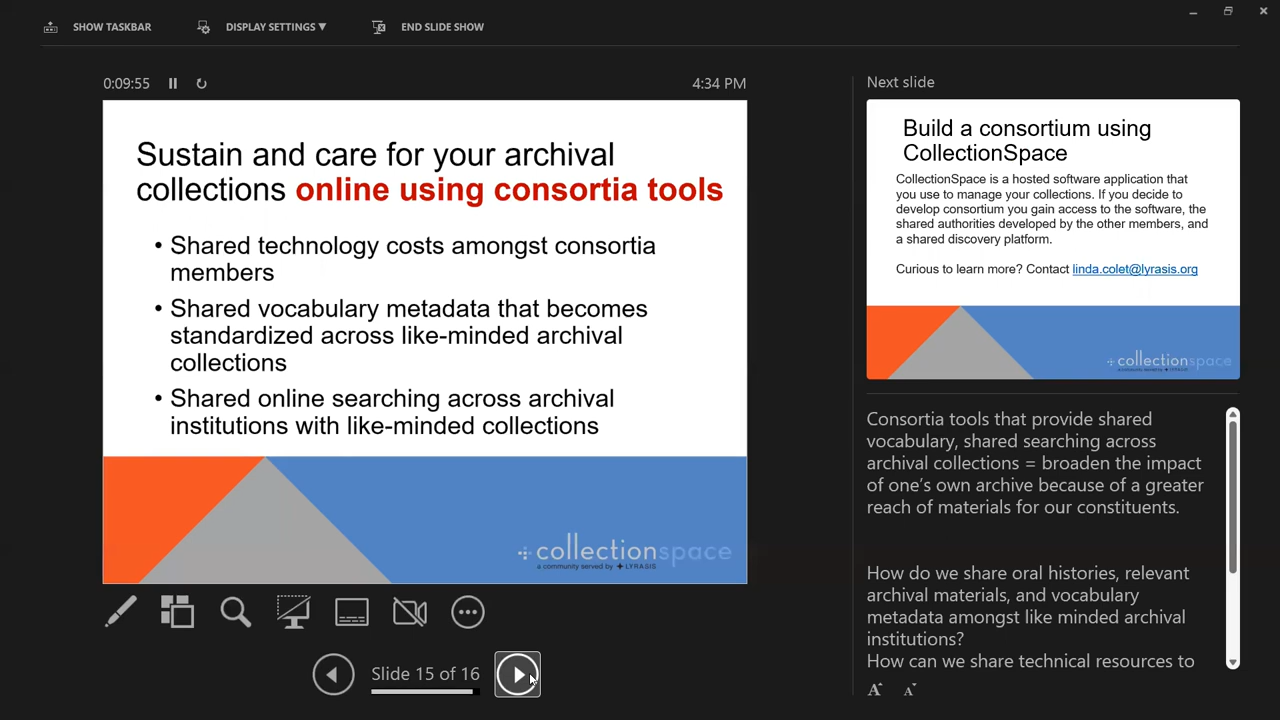 SHOW TASKBAR
DISPLAY SETTINGS ▼
END SLIDE SHOW
0:09:55
4:34 PM
Sustain and care for your archival
collections online using consortia tools
• Shared technology costs amongst consortia
members
• Shared vocabulary metadata that becomes
standardized across like-minded archival
collections
• Shared online searching across archival
institutions with like-minded collections
collectionspace
a community served by LYRASIS
Slide 15 of 16
Next slide
Build a consortium using
CollectionSpace
CollectionSpace is a hosted software application that
you use to manage your collections. If you decide to
develop consortium you gain access to the software, the
shared authorities developed by the other members, and
a shared discovery platform.
Curious to learn more? Contact linda.colet@lyrasis.org
collectionspace
a community served by LYRASIS
Consortia tools that provide shared
vocabulary, shared searching across
archival collections = broaden the impact
of one's own archive because of a greater
reach of materials for our constituents.
How do we share oral histories, relevant
archival materials, and vocabulary
metadata amongst like minded archival
institutions?
How can we share technical resources to
A A